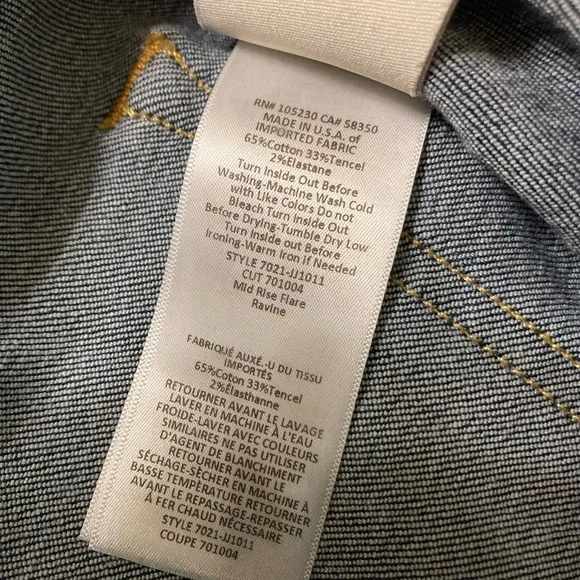 RN# 105230 CA# 58350
MADE IN U.S.A. of
IMPORTED FABRIC
65%Cotton 33%Tencel
2%Elastane
Turn Inside Out Before
Washing-Machine Wash Cold
with Like Colors Do not
Bleach Turn Inside Out
Before Drying-Tumble Dry Low
Turn Inside out Before
Ironing-Warm Iron if Needed
STYLE 7021-JJ1011
CUT 701004
Mid Rise Flare
Ravine
FABRIQUÉ AUXÉ.-U DU TISSU
IMPORTÉS
65%Coton 33%Tencel
2%Élasthanne
RETOURNER AVANT LE LAVAGE
LAVER EN MACHINE À L'EAU
FROIDE-LAVER AVEC COULEURS
SIMILAIRES NE PAS UTILISER
D'AGENT DE BLANCHIMENT
RETOURNER AVANT LE
SÉCHAGE-SÉCHER EN MACHINE À
BASSE TEMPÉRATURE RETOURNER
AVANT LE REPASSAGE-REPASSER
À FER CHAUD NÉCESSAIRE
STYLE 7021-JJ1011
COUPE 701004